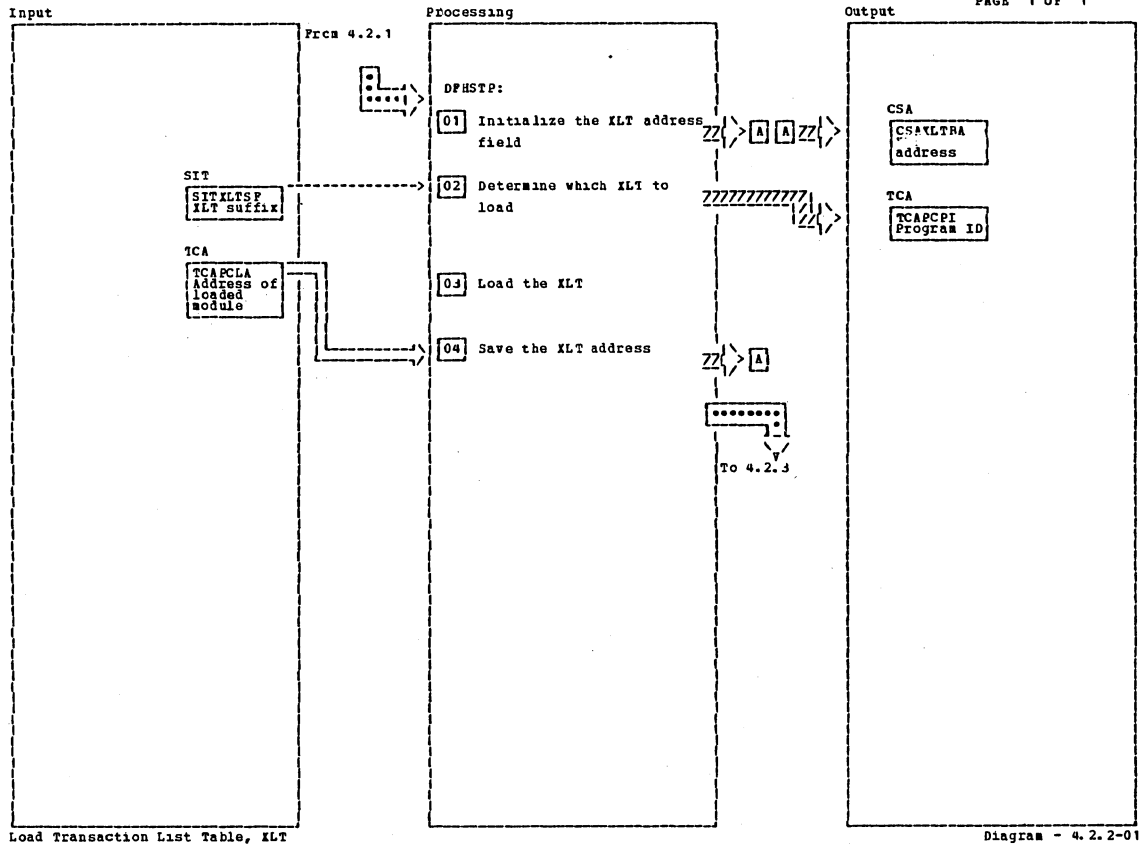 PAGE 1 OF 1
Input
Processing
Output
From 4.2.1
DFHSTP:
01 Initialize the XLT address
field
A A
CSA
CSAXLTBA
address
SIT
SITXLTSF
XLT suffix
02 Determine which XLT to
load
TCA
TCAPCPI
Program ID
TCA
TCAPCLA
Address of
loaded
module
03 Load the XLT
04 Save the XLT address
A
To 4.2.3
Load Transaction List Table, XLT
Diagram - 4.2.2-01